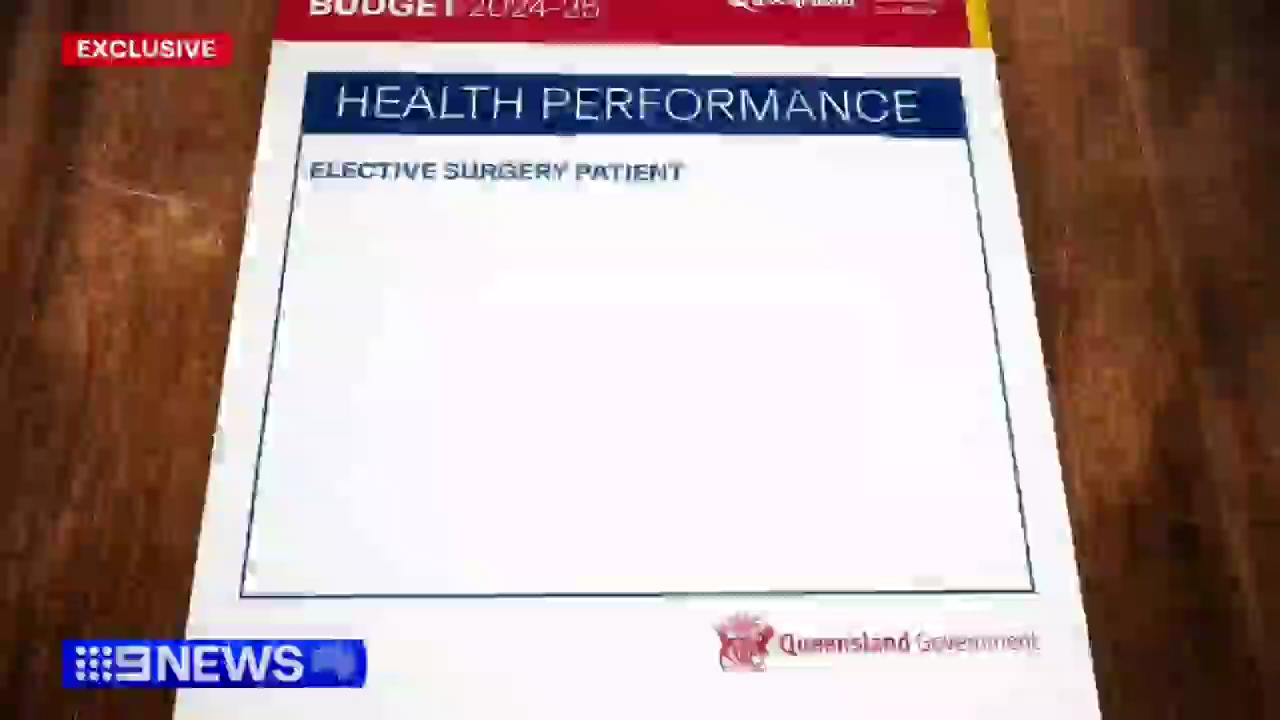 BUDGET 2024-25
EXCLUSIVE
HEALTH PERFORMANCE
ELECTIVE SURGERY PATIENT
Queensland Government
9NEWS